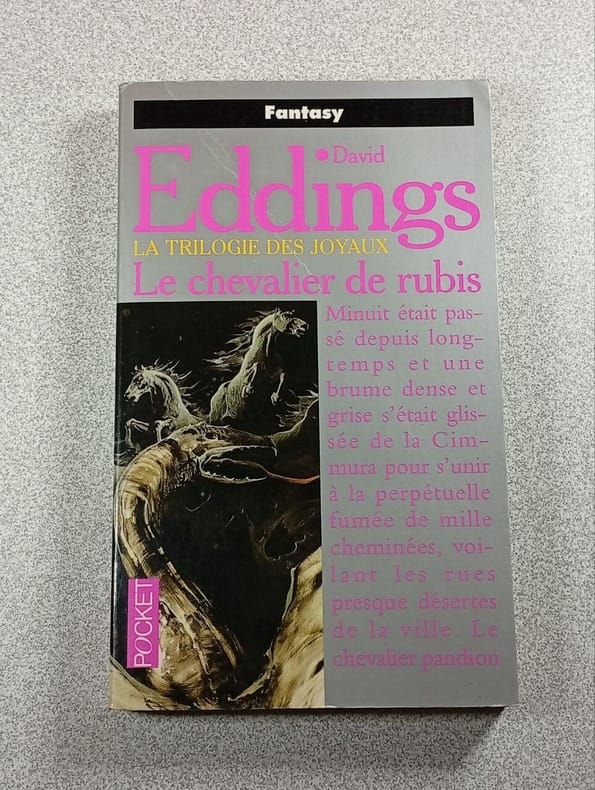 Fantasy
David
Eddings
LA TRILOGIE DES JOYAUX
Le chevalier de rubis
Minuit était pas-
sé depuis long-
temps et une
brume dense et
grise s'était glis-
sée de la Cim-
mura pour s'unir
à la perpétuelle
fumée de mille
cheminées, voi-
lant les rues
presque désertes
de la ville. Le
chevalier pandion
POCKET